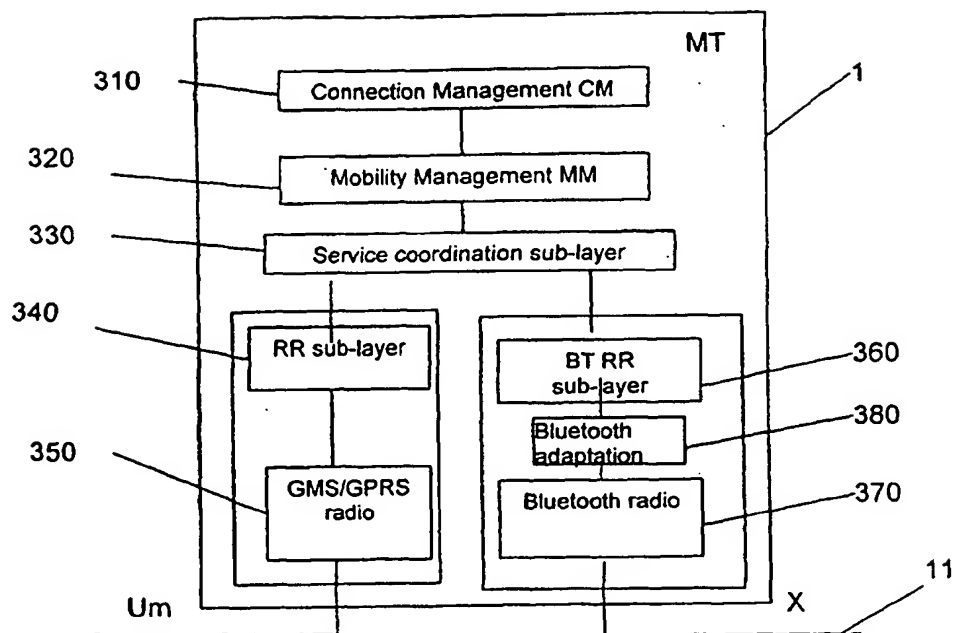 MT
310
Connection Management CM
1
320
Mobility Management MM
330
Service coordination sub-layer
340
RR sub-layer
BT RR
sub-layer
360
Bluetooth
adaptation
380
350
GMS/GPRS
radio
Bluetooth radio
370
Um
X
11